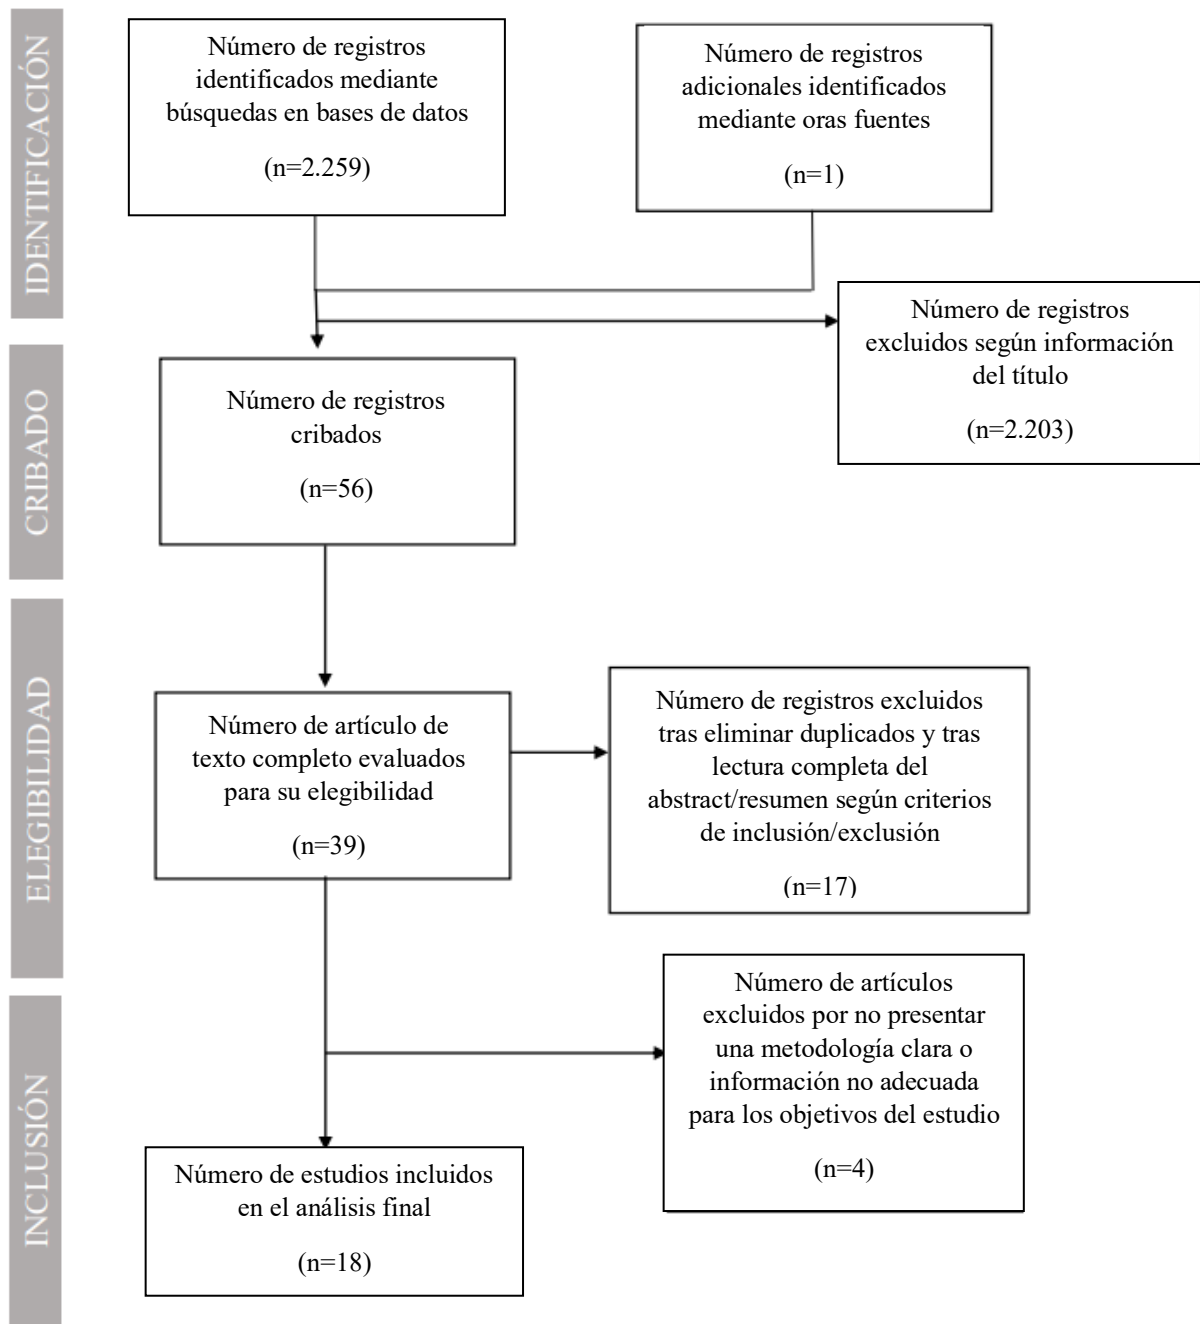 IDENTIFICACIÓN
Número de registros
identificados mediante
búsquedas en bases de datos
(n=2.259)
Número de registros
adicionales identificados
mediante oras fuentes
(n=1)
Número de registros
excluidos según información
del título
(n=2.203)
CRIBADO
Número de registros
cribados
(n=56)
ELEGIBILIDAD
Número de artículo de
texto completo evaluados
para su elegibilidad
(n=39)
Número de registros excluidos
tras eliminar duplicados y tras
lectura completa del
abstract/resumen según criterios
de inclusión/exclusión
(n=17)
INCLUSIÓN
Número de artículos
excluidos por no presentar
una metodología clara o
información no adecuada
para los objetivos del estudio
(n=4)
Número de estudios incluidos
en el análisis final
(n=18)